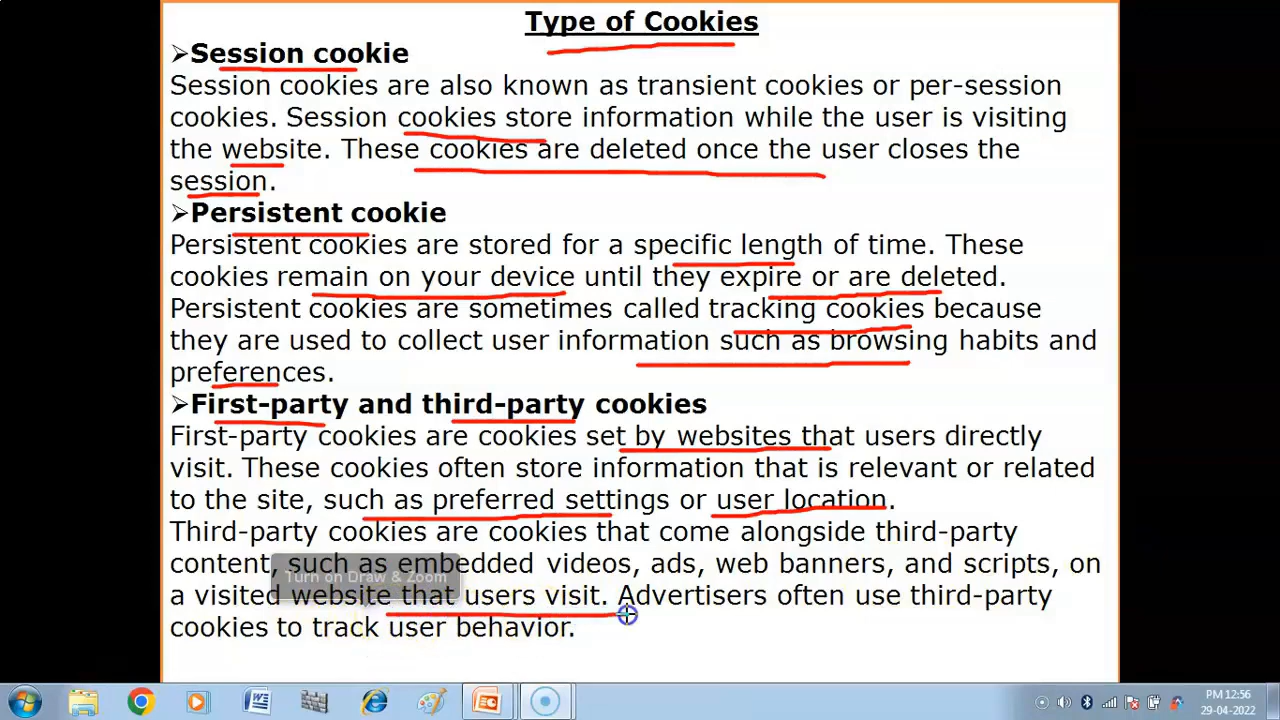 Type of Cookies
➢Session cookie
Session cookies are also known as transient cookies or per-session
cookies. Session cookies store information while the user is visiting
the website. These cookies are deleted once the user closes the
session.
➢Persistent cookie
Persistent cookies are stored for a specific length of time. These
cookies remain on your device until they expire or are deleted.
Persistent cookies are sometimes called tracking cookies because
they are used to collect user information such as browsing habits and
preferences.
➢First-party and third-party cookies
First-party cookies are cookies set by websites that users directly
visit. These cookies often store information that is relevant or related
to the site, such as preferred settings or user location.
Third-party cookies are cookies that come alongside third-party
content, such as embedded videos, ads, web banners, and scripts, on
Turn on Draw & Zoom
a visited website that users visit. Advertisers often use third-party
cookies to track user behavior.
PM 12:56
29-04-2022